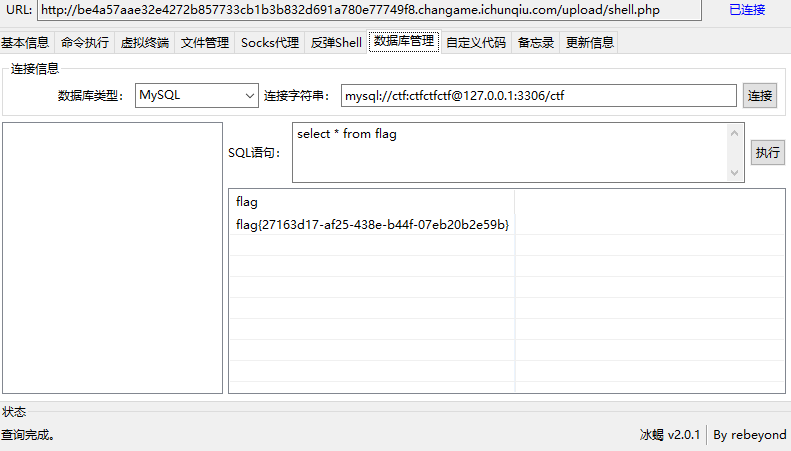 URL: http://be4a57aae32e4272b857733cb1b3b832d691a780e77749f8.changame.ichunqiu.com/upload/shell.php 已连接
基本信息 命令执行 虚拟终端 文件管理 Socks代理 反弹Shell 数据库管理 自定义代码 备忘录 更新信息
连接信息
数据库类型: MySQL 连接字符串: mysql://ctf:ctfctfctf@127.0.0.1:3306/ctf 连接
SQL语句: select * from flag 执行
flag
flag{27163d17-af25-438e-b44f-07eb20b2e59b}
状态
查询完成。 冰蝎 v2.0.1 By rebeyond